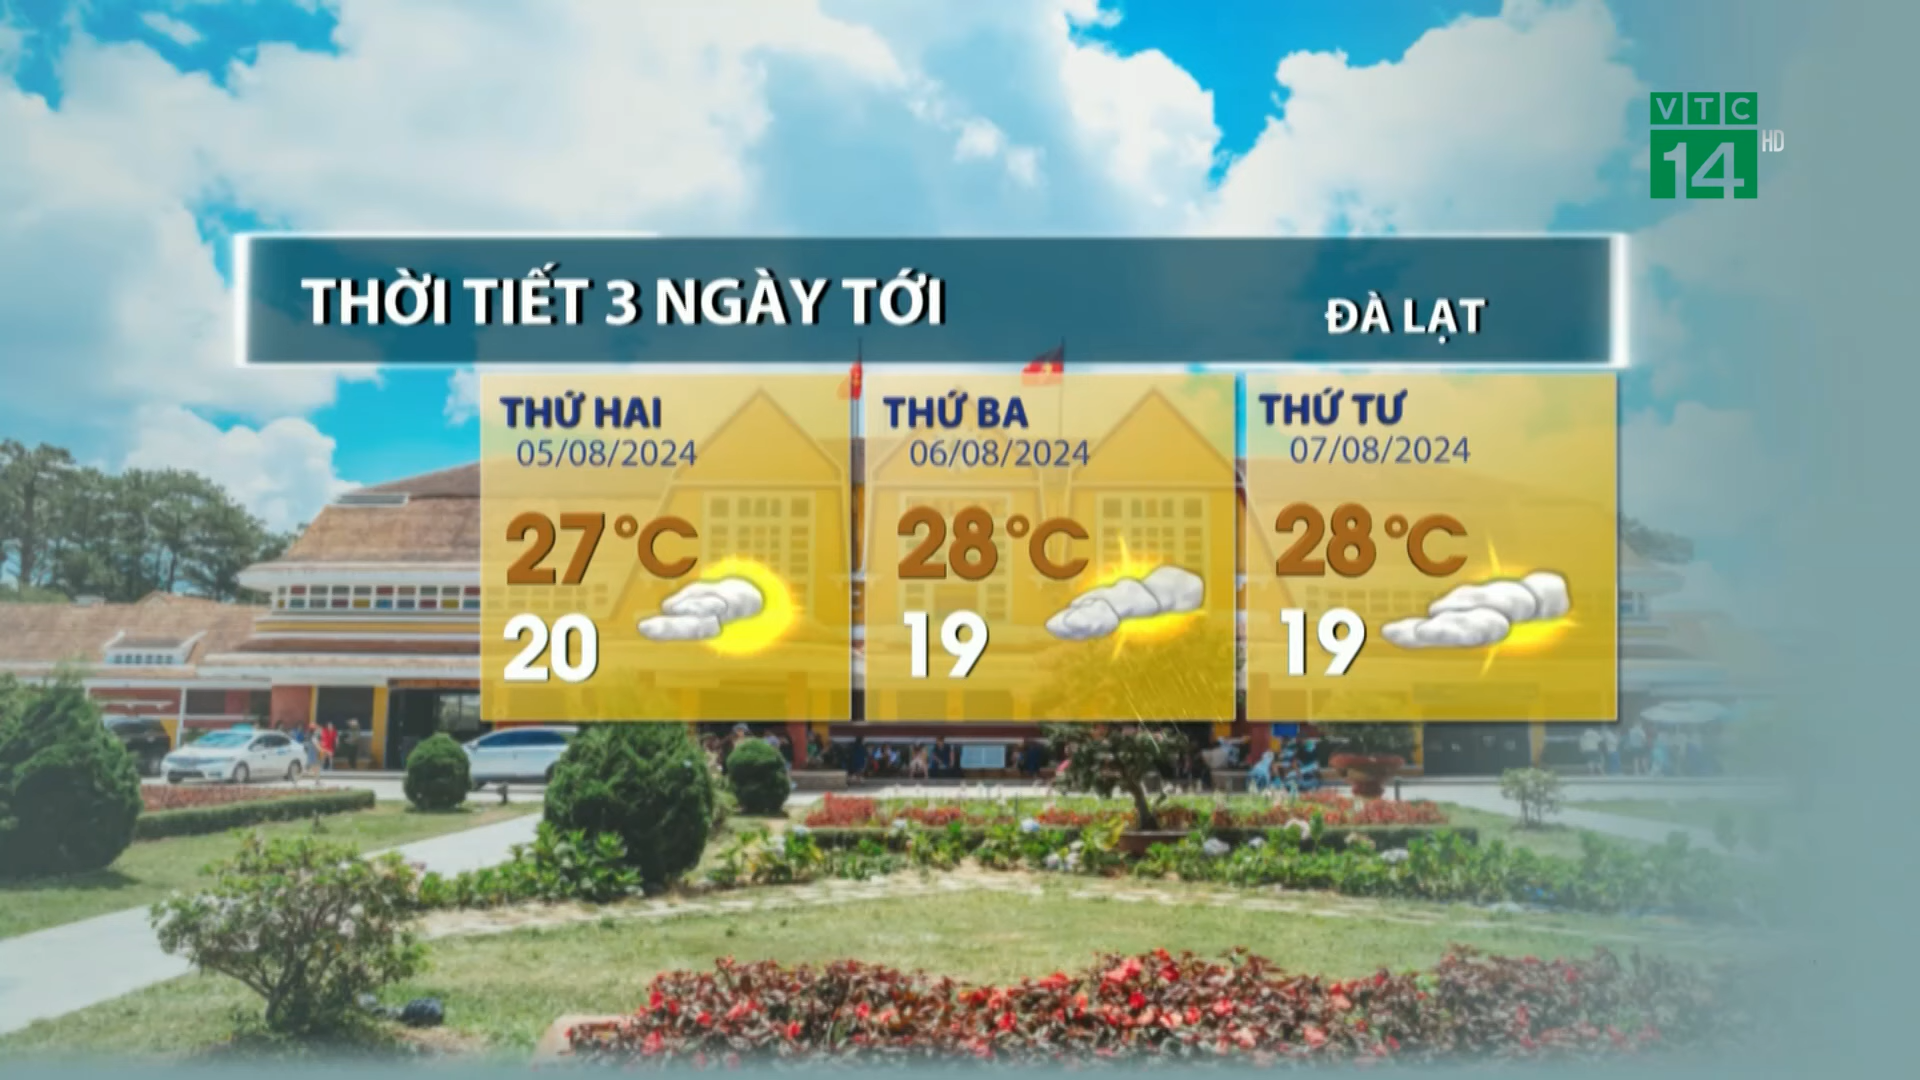 VTC
14 HD
THỜI TIẾT 3 NGÀY TỚI
ĐÀ LẠT
THỨ HAI
05/08/2024
27°C
20
THỨ BA
06/08/2024
28°C
19
THỨ TƯ
07/08/2024
28°C
19